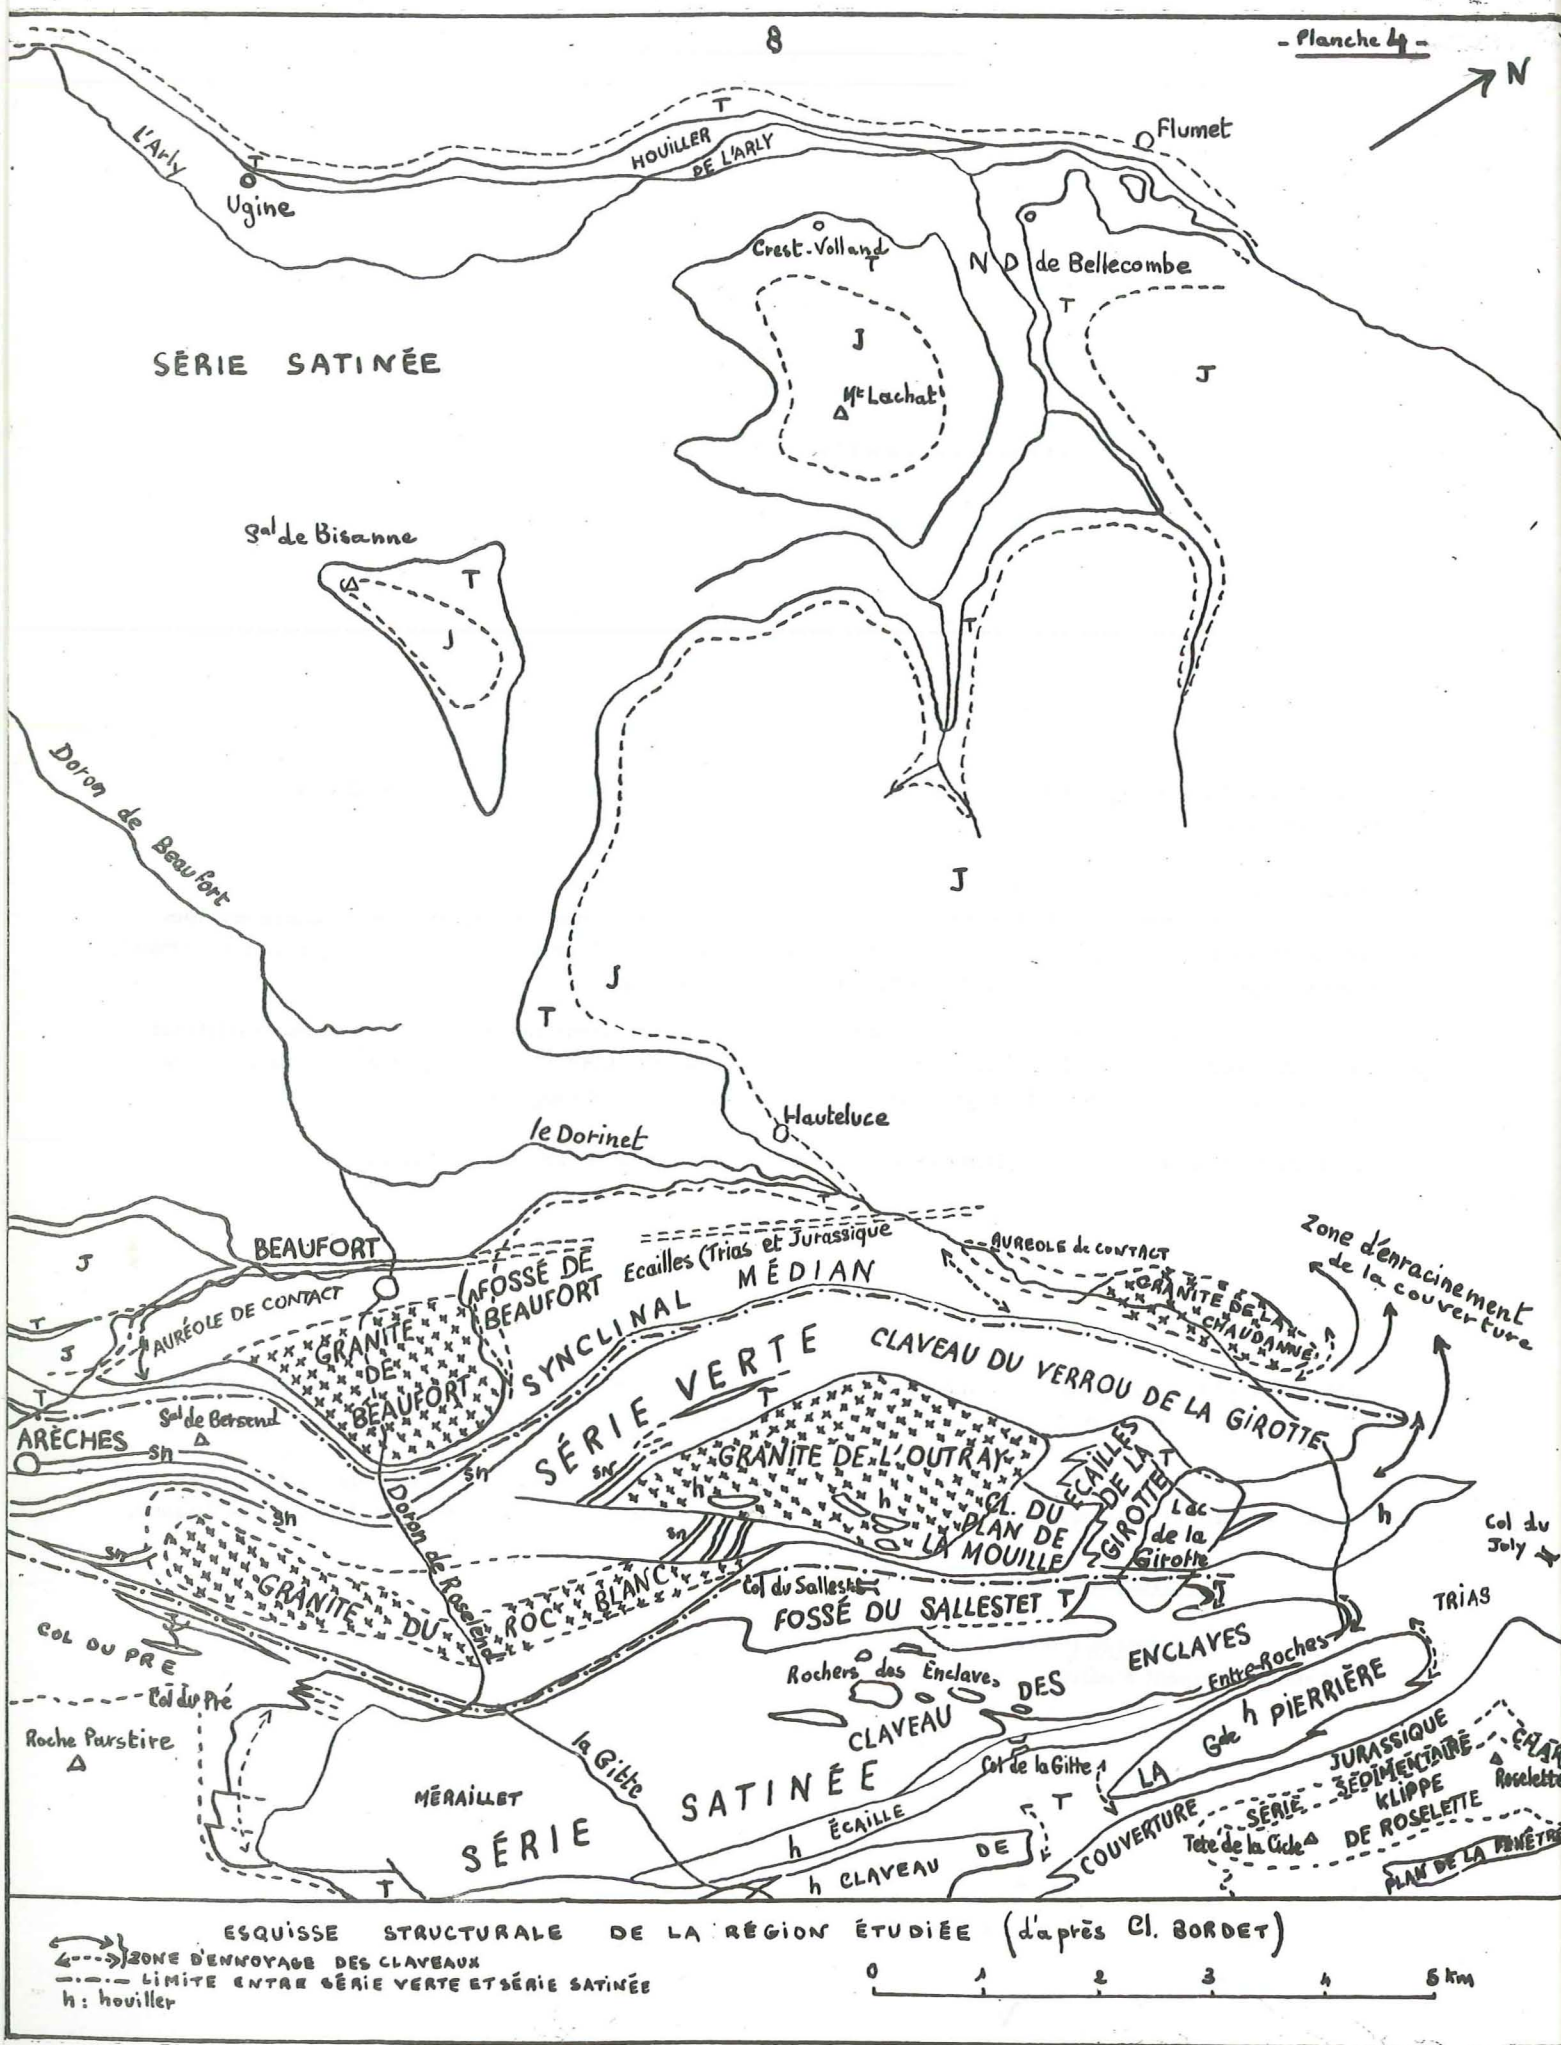 8
- Planche 4 -
N
Flumet
T
HOUILLER
DE L'ARLY
L'Arly
T
Ugine
Crest-Volland
T
N D de Bellecombe
T
J
J
SÉRIE SATINÉE
Mt Lachat
Sal de Bisanne
T
J
T
Doron de Beaufort
J
J
T
Hauteluce
le Dorinet
T
Zone d'enracinement
de la couverture
BEAUFORT
FOSSÉ DE
BEAUFORT
Ecailles (Trias et Jurassique
AUREOLE de CONTACT
J
SYNCLINAL MÉDIAN
GRANITE DE LA
CHAUDANNE
AURÉOLE DE CONTACT
T
J
GRANITE
DE
BEAUFORT
SÉRIE VERTE
CLAVEAU DU VERROU DE LA GIROTTE
T
T
Sal de Bersend
ARÈCHES
sn
sn
sn
GRANITE DE L'OUTRAY
ECAILLES
DE LA
GIROTTE
T
h
h
CL. DU
PLAN DE
LA MOUILLE
Lac
de la
Girotte
h
Col du
Joly
sn
sn
sn
Doron de Roselend
GRANITE DU ROC BLANC
Col du Sallestet
FOSSÉ DU SALLESTET
T
T
TRIAS
COL DU PRE
Col du Pré
Roche Parstire
Rochers des Enclaves
CLAVEAU DES ENCLAVES
Entre-Roches
LA Gde h PIERRIÈRE
la Gitte
Col de la Gitte
MÉRAILLET
SÉRIE SATINÉE
h ÉCAILLE
h CLAVEAU DE
T
T
COUVERTURE
JURASSIQUE
SÉRIE SÉDIMENTAIRE
KLIPPE
DE ROSELETTE
Roselette
Tete de la Cicle
PLAN DE LA FENÊTRE
ESQUISSE STRUCTURALE DE LA RÉGION ÉTUDIÉE (d'après Cl. BORDET)
ZONE D'ENNOYAGE DES CLAVEAUX
LIMITE ENTRE SÉRIE VERTE ET SÉRIE SATINÉE
h : houiller
0 1 2 3 4 5 km